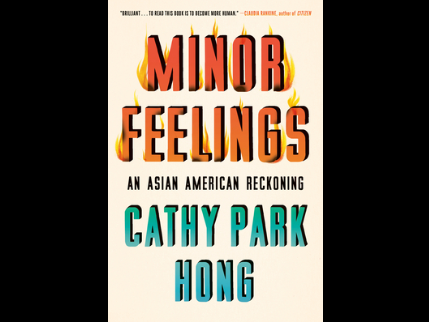 "BRILLIANT . . . TO READ THIS BOOK IS TO BECOME MORE HUMAN." —CLAUDIA RANKINE, author of CITIZEN
MINOR
FEELINGS
AN ASIAN AMERICAN RECKONING
CATHY PARK
HONG